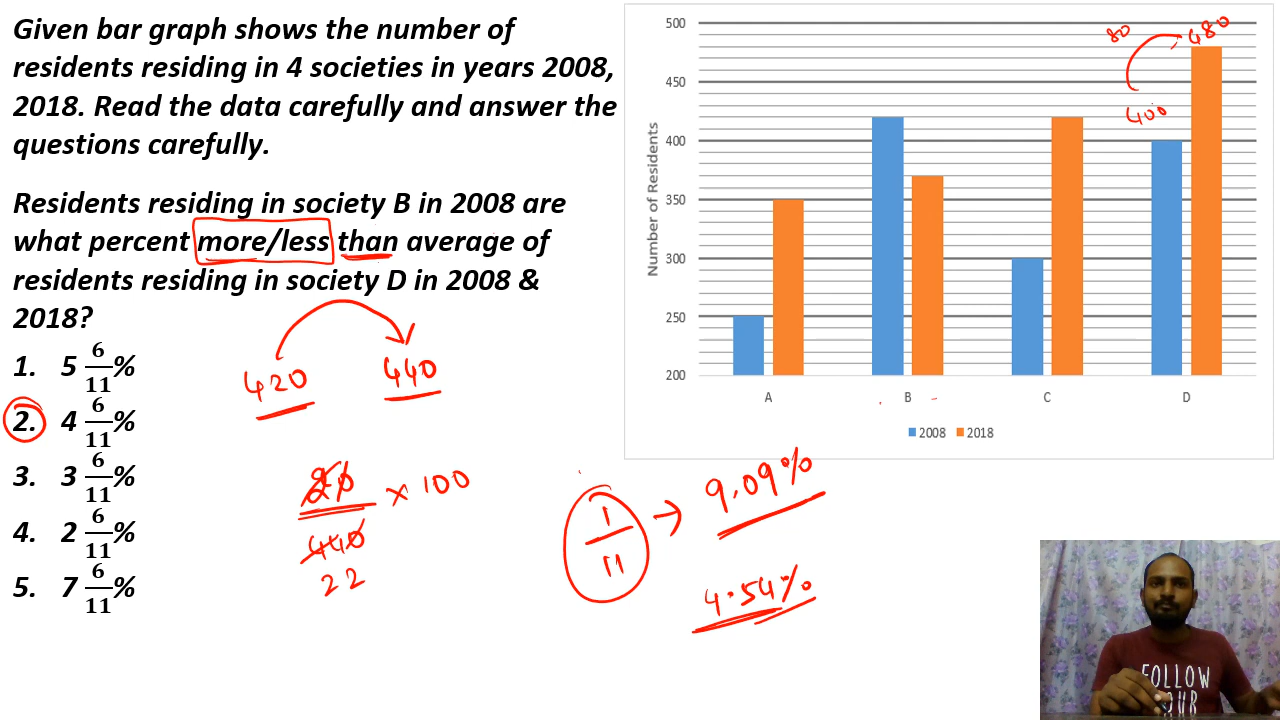 Given bar graph shows the number of
residents residing in 4 societies in years 2008,
2018. Read the data carefully and answer the
questions carefully.
Residents residing in society B in 2008 are
what percent more/less than average of
residents residing in society D in 2008 &
2018?
1. 5 6/11%
2. 4 6/11%
3. 3 6/11%
4. 2 6/11%
5. 7 6/11%
420 440
20/440 × 100
22
1/11 → 9.09%
4.54%
500
450
400
350
300
250
200
Number of Residents
80
480
400
A B C D
2008 2018
FOLLOW